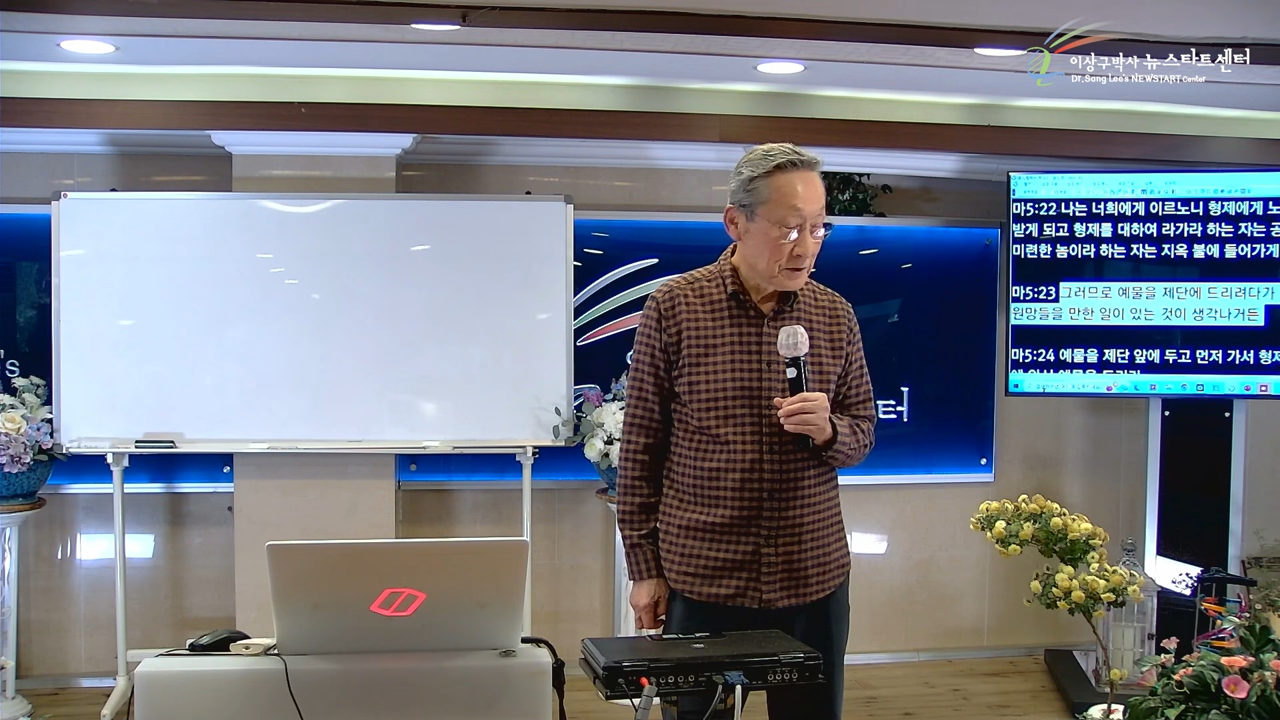 이상구박사 뉴스타트센터
Dr.Sang Lee's NEWSTART Center
마5:22 나는 너희에게 이르노니 형제에게 노
받게 되고 형제를 대하여 라가라 하는 자는 공
미련한 놈이라 하는 자는 지옥 불에 들어가게
마5:23 그러므로 예물을 제단에 드리려다가
원망들을 만한 일이 있는 것이 생각나거든
마5:24 예물을 제단 앞에 두고 먼저 가서 형제
's
터